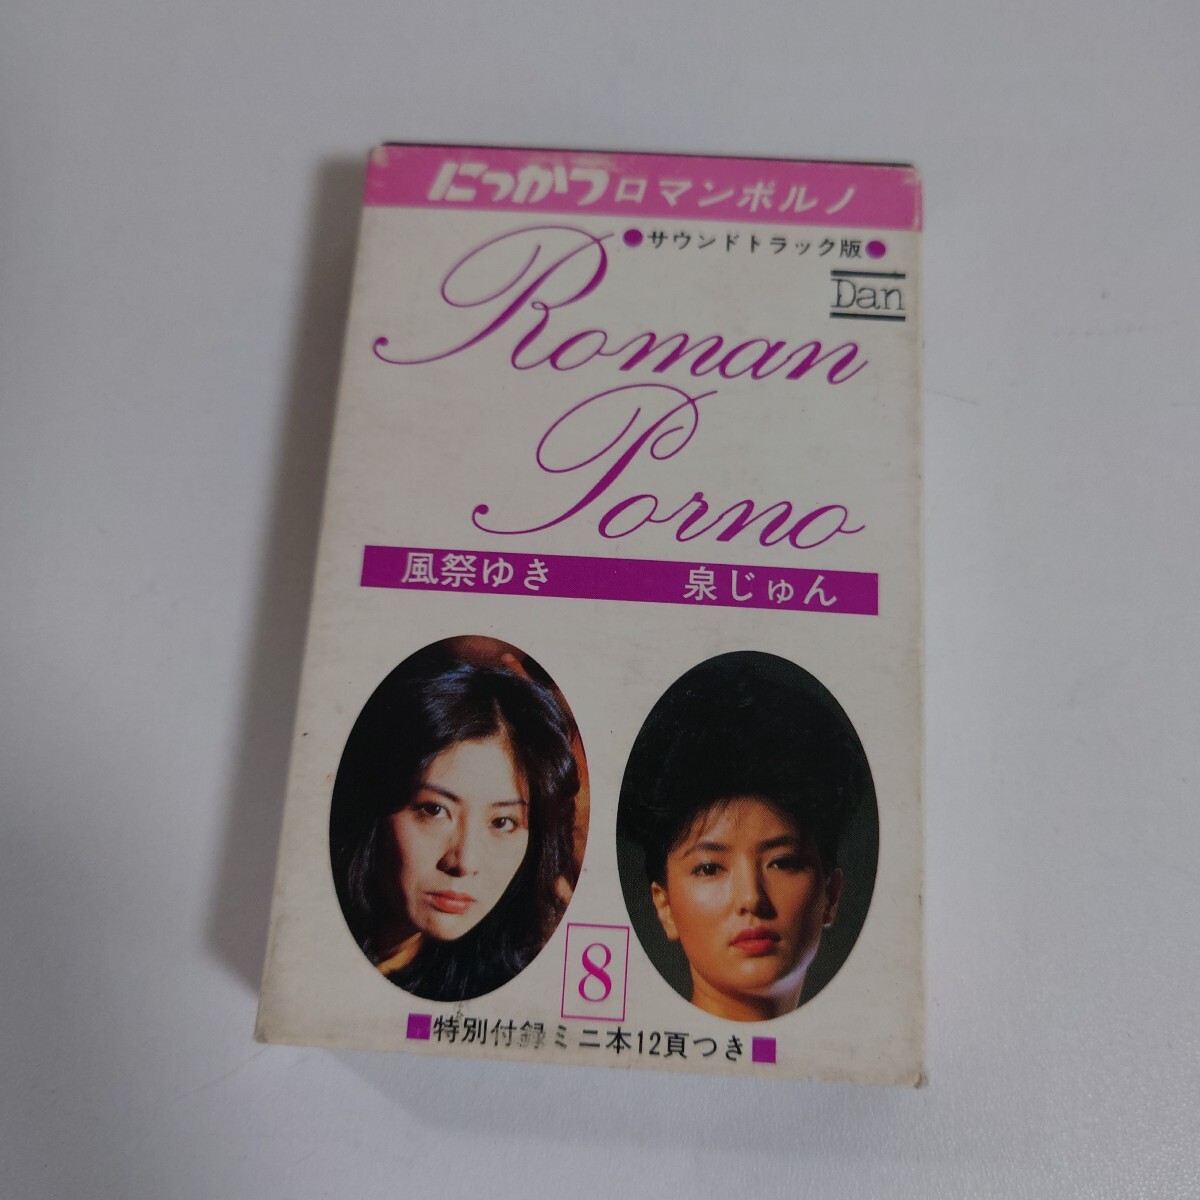 にっかつロマンポルノ
●サウンドトラック版●
Dan
Roman
Porno
風祭ゆき 泉じゅん
8
■特別付録ミニ本12頁つき■